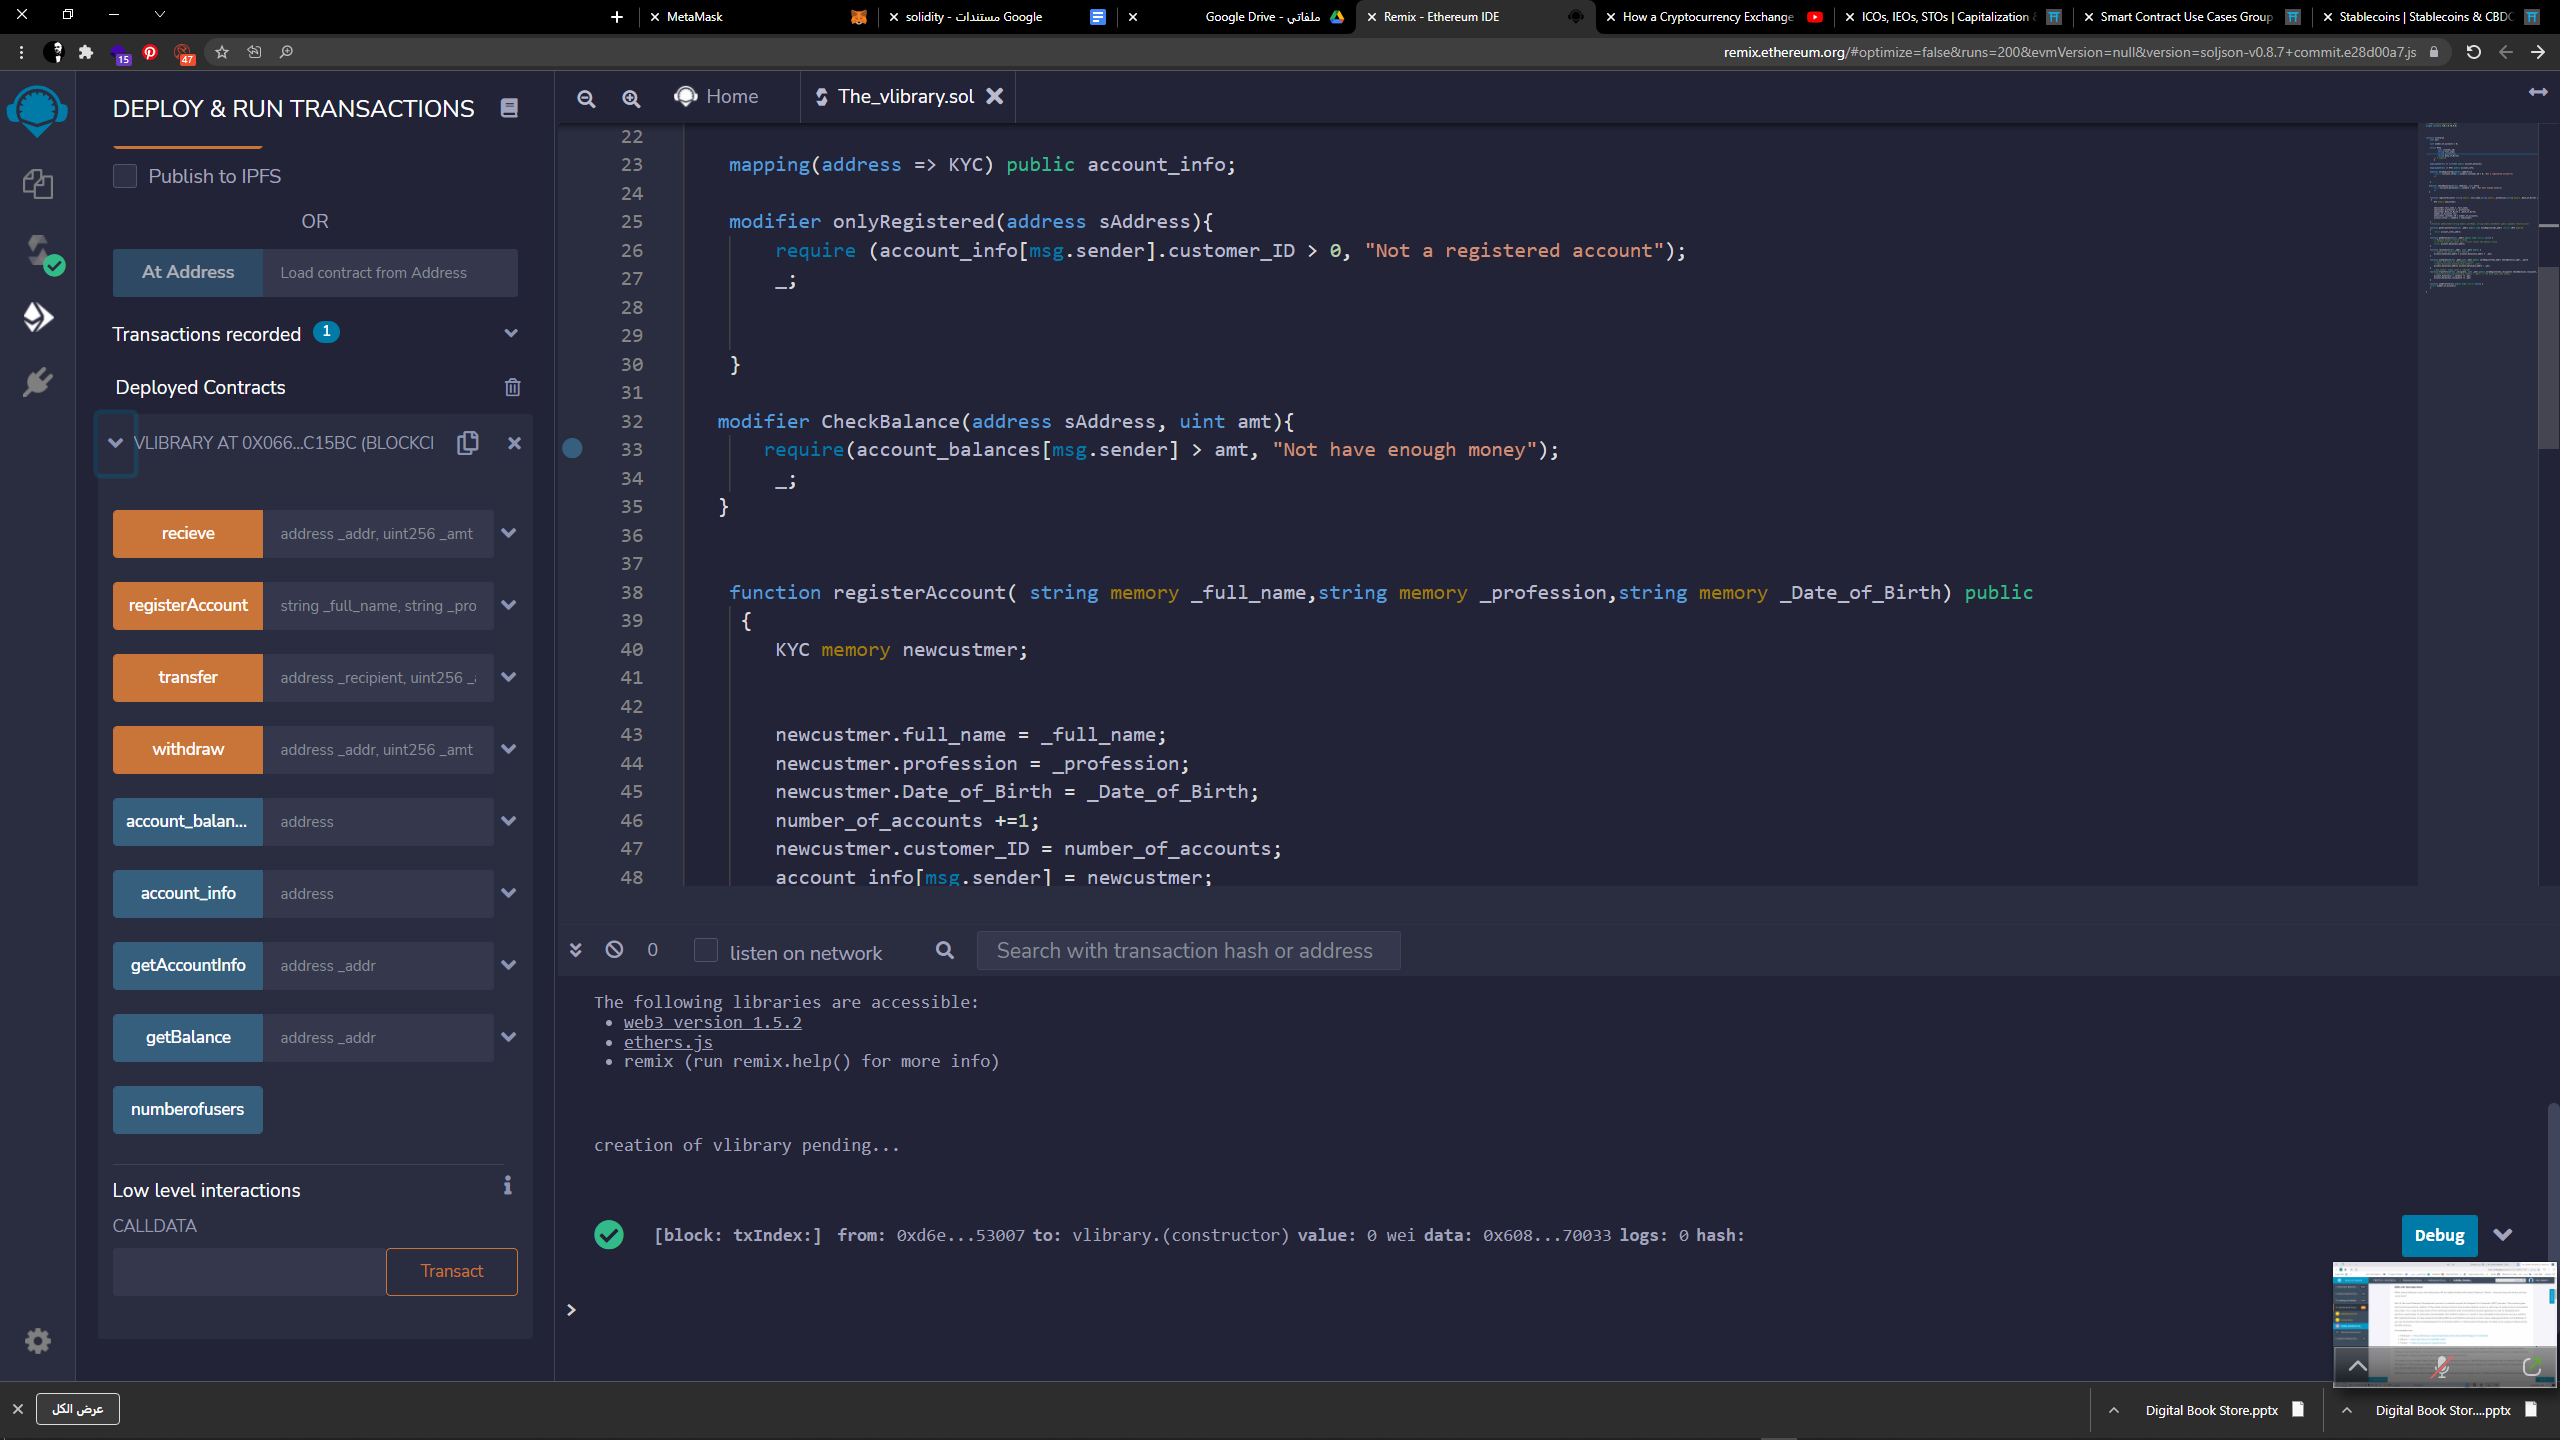 MetaMask
solidity - مستندات Google
Google Drive - ملفاتي
Remix - Ethereum IDE
How a Cryptocurrency Exchange
ICOs, IEOs, STOs | Capitalization &
Smart Contract Use Cases Group
Stablecoins | Stablecoins & CBDC
15
47
remix.ethereum.org/#optimize=false&runs=200&evmVersion=null&version=soljson-v0.8.7+commit.e28d00a7.js
DEPLOY & RUN TRANSACTIONS
Publish to IPFS
OR
At Address
Load contract from Address
Transactions recorded 1
Deployed Contracts
VLIBRARY AT 0X066...C15BC (BLOCKCI
recieve
address _addr, uint256 _amt
registerAccount
string _full_name, string _pro
transfer
address _recipient, uint256 _a
withdraw
address _addr, uint256 _amt
account_balan...
address
account_info
address
getAccountInfo
address _addr
getBalance
address _addr
numberofusers
Low level interactions
CALLDATA
Transact
Home
The_vlibrary.sol
22
23 mapping(address => KYC) public account_info;
24
25 modifier onlyRegistered(address sAddress){
26 require (account_info[msg.sender].customer_ID > 0, "Not a registered account");
27 _;
28
29
30 }
31
32 modifier CheckBalance(address sAddress, uint amt){
33 require(account_balances[msg.sender] > amt, "Not have enough money");
34 _;
35 }
36
37
38 function registerAccount( string memory _full_name,string memory _profession,string memory _Date_of_Birth) public
39 {
40 KYC memory newcustmer;
41
42
43 newcustmer.full_name = _full_name;
44 newcustmer.profession = _profession;
45 newcustmer.Date_of_Birth = _Date_of_Birth;
46 number_of_accounts +=1;
47 newcustmer.customer_ID = number_of_accounts;
48 account_info[msg.sender] = newcustmer;
0
listen on network
Search with transaction hash or address
The following libraries are accessible:
• web3 version 1.5.2
• ethers.js
• remix (run remix.help() for more info)
creation of vlibrary pending...
[block: txIndex:] from: 0xd6e...53007 to: vlibrary.(constructor) value: 0 wei data: 0x608...70033 logs: 0 hash:
Debug
>
عرض الكل
Digital Book Store.pptx
Digital Book Stor....pptx